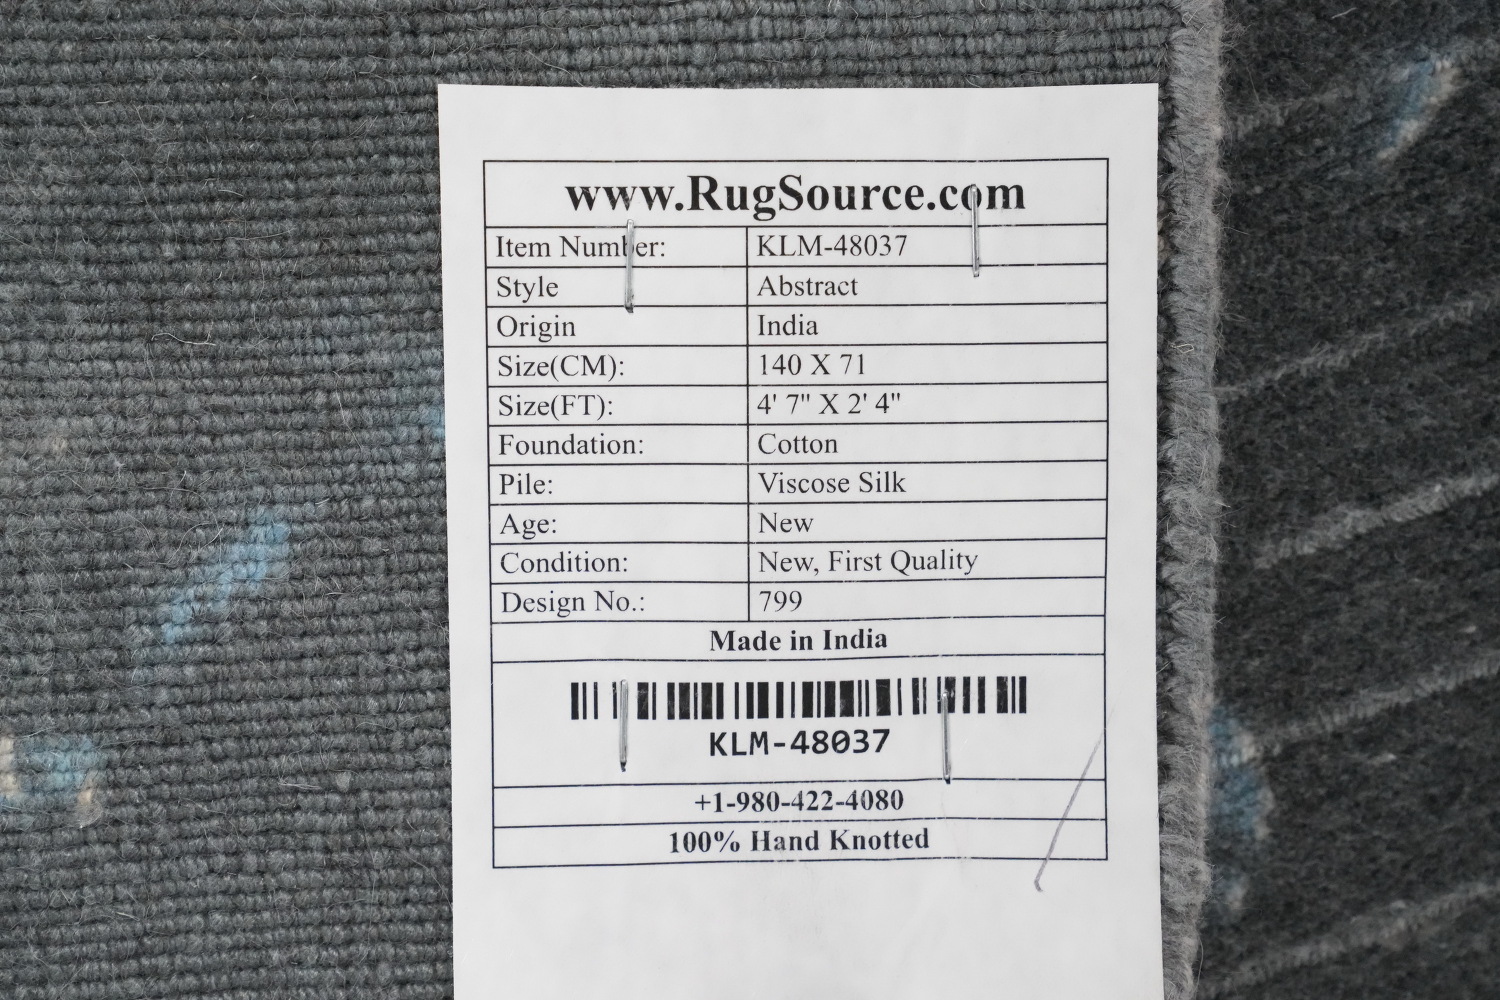 www.RugSource.com
Item Number: KLM-48037
Style Abstract
Origin India
Size(CM): 140 X 71
Size(FT): 4' 7" X 2' 4"
Foundation: Cotton
Pile: Viscose Silk
Age: New
Condition: New, First Quality
Design No.: 799
Made in India
KLM-48037
+1-980-422-4080
100% Hand Knotted